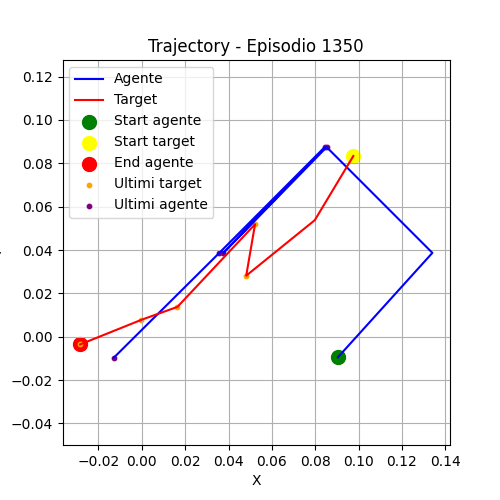 Trajectory - Episodio 1350
Agente
Target
Start agente
Start target
End agente
Ultimi target
Ultimi agente
0.12
0.10
0.08
0.06
0.04
0.02
0.00
−0.02
−0.04
−0.02 0.00 0.02 0.04 0.06 0.08 0.10 0.12 0.14
X